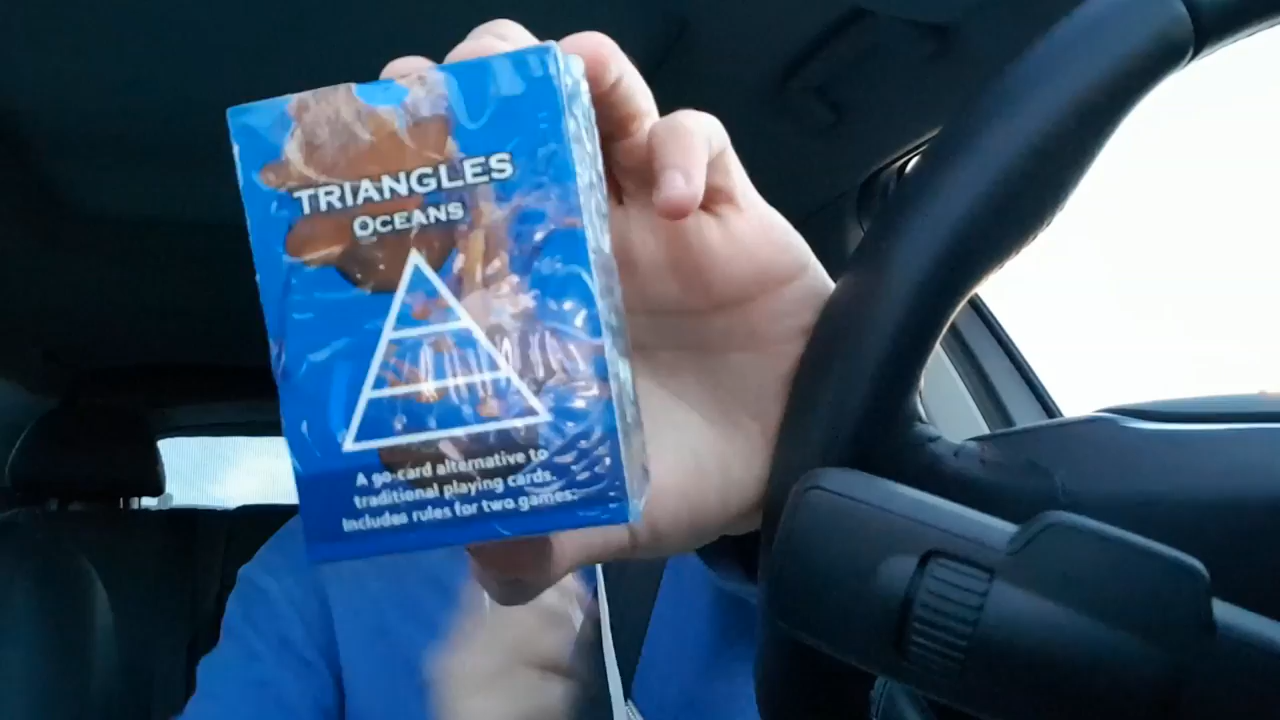 TRIANGLES
OCEANS
A 90-card alternative to
traditional playing cards.
Includes rules for two games.